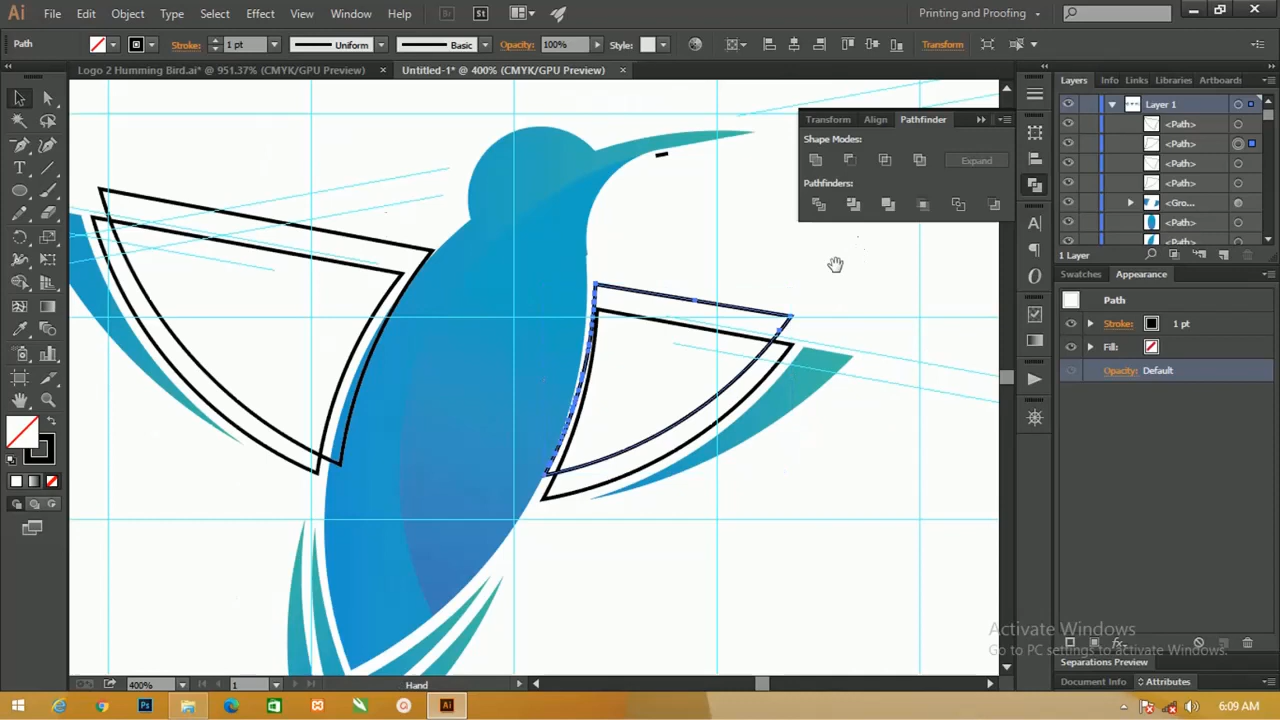 Ai File Edit Object Type Select Effect View Window Help Br St Printing and Proofing
Path Stroke: 1 pt Uniform Basic Opacity: 100% Style: Transform
Logo 2 Humming Bird.ai* @ 951.37% (CMYK/GPU Preview) × Untitled-1* @ 400% (CMYK/GPU Preview) ×
Layers Info Links Libraries Artboards
Layer 1
<Path>
<Path>
<Path>
<Path>
<Gro...
<Path>
<Path>
1 Layer
Transform Align Pathfinder
Shape Modes:
Expand
Pathfinders:
Swatches Appearance
Path
Stroke: 1 pt
Fill:
Opacity: Default
Activate Windows
Go to PC settings to activate Windows.
Separations Preview
Document Info Attributes
400% 1 Hand
Ps Ai 6:09 AM